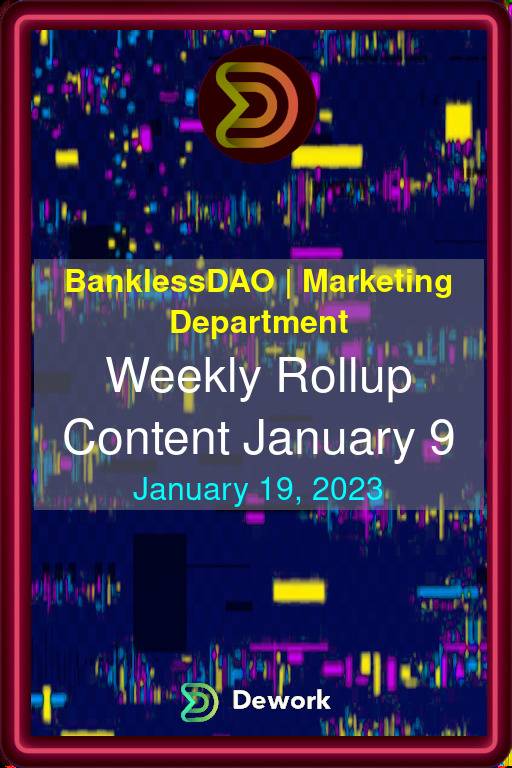 BanklessDAO | Marketing
Department
Weekly Rollup
Content January 9
January 19, 2023
Dework